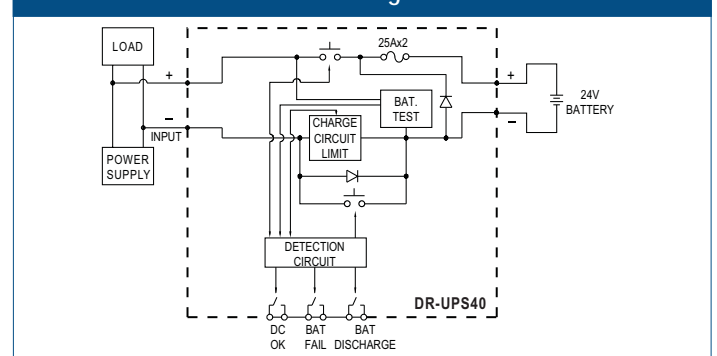 LOAD
25Ax2
+
+
BAT.
TEST
24V
BATTERY
CHARGE
CIRCUIT
LIMIT
−
INPUT
−
POWER
SUPPLY
DETECTION
CIRCUIT
DR-UPS40
DC
OK
BAT
FAIL
BAT
DISCHARGE